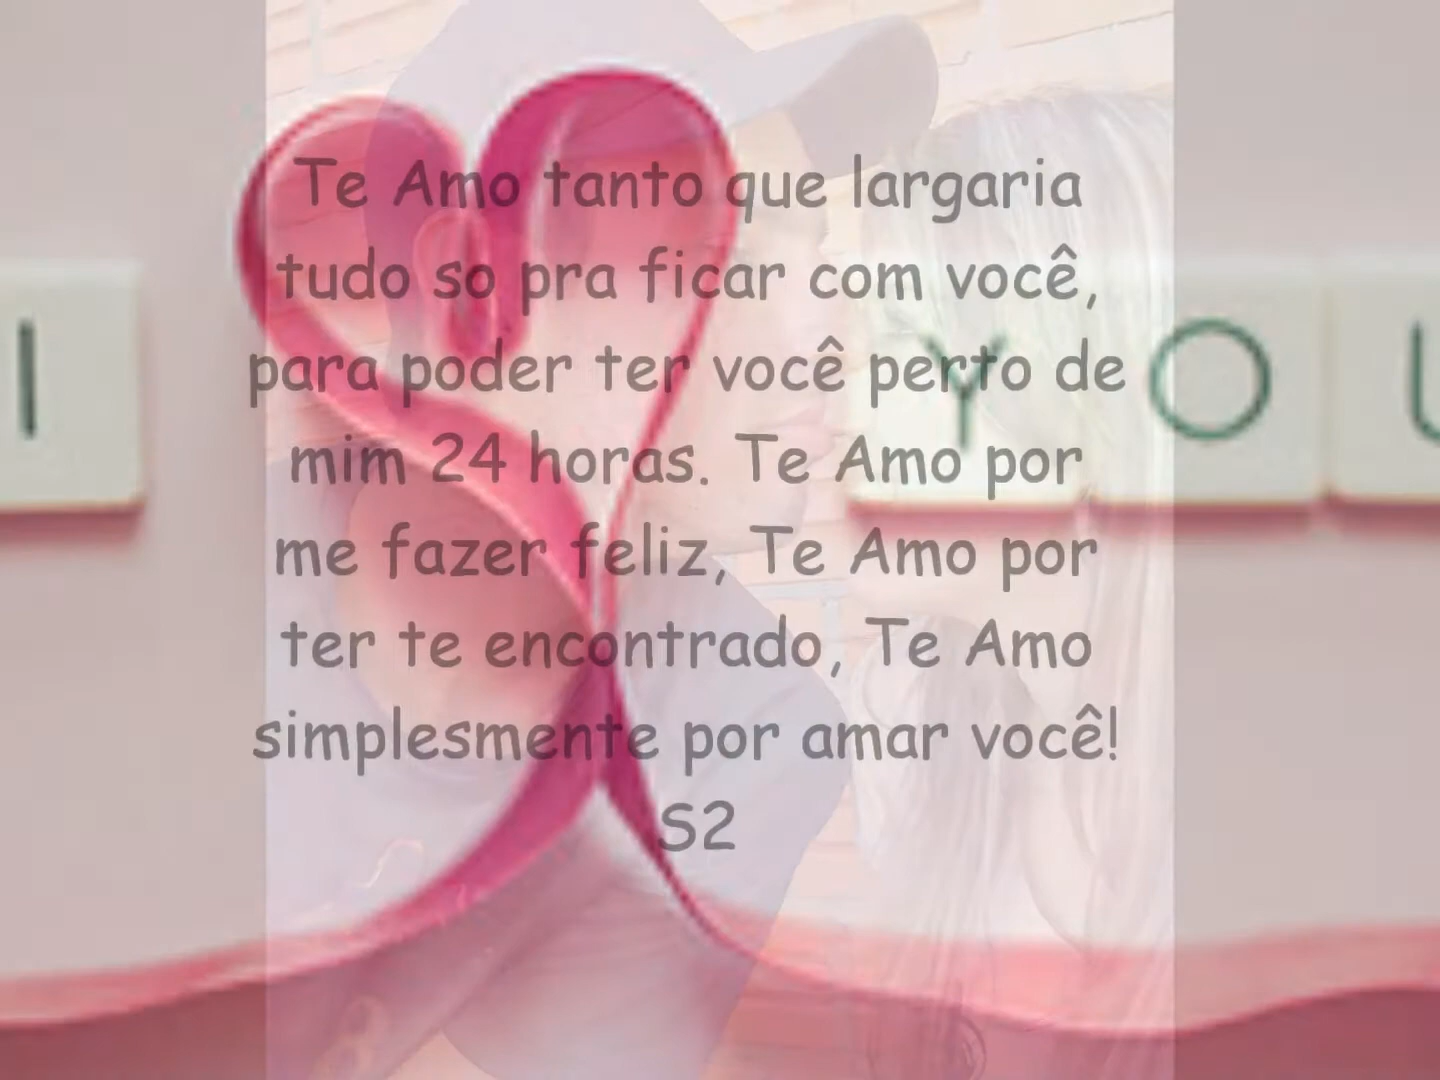 Te Amo tanto que largaria
tudo so pra ficar com você,
para poder ter você perto de
mim 24 horas. Te Amo por
me fazer feliz, Te Amo por
ter te encontrado, Te Amo
simplesmente por amar você!
S2
I YOU